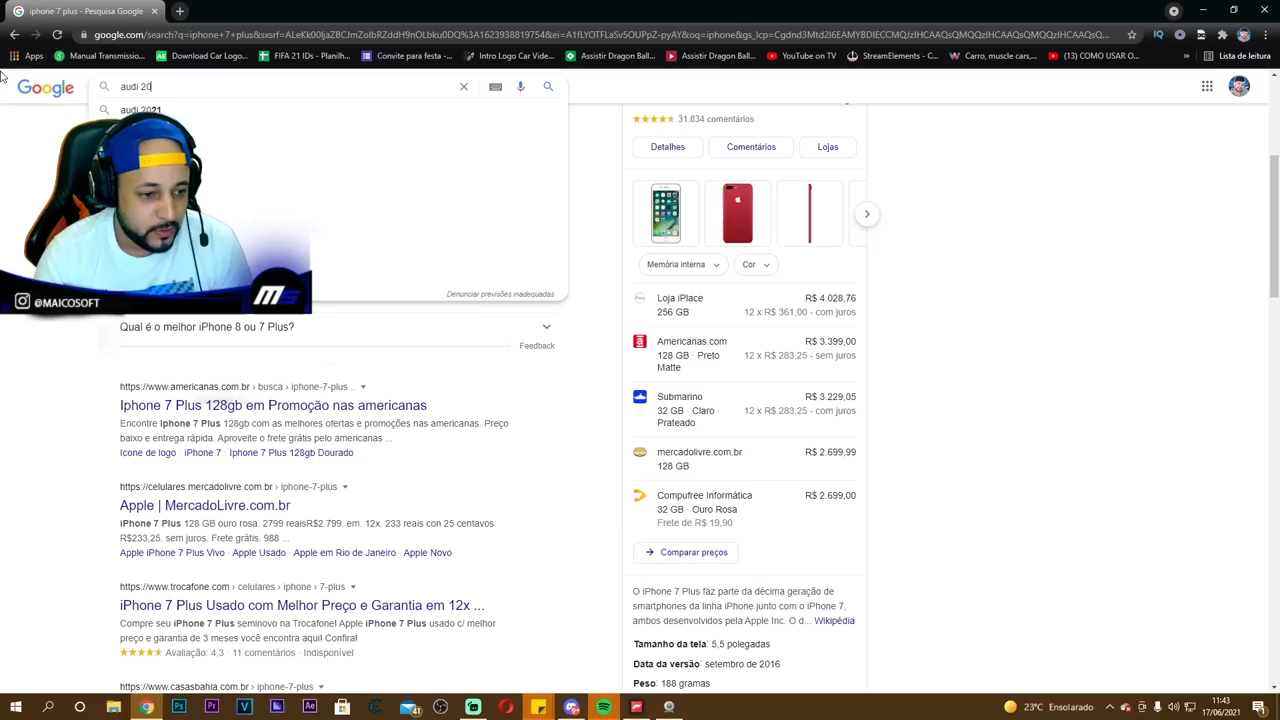 iphone 7 plus - Pesquisa Google
google.com/search?q=iphone+7+plus&sxsrf=ALeKk00ljaZBCJmZolbRZddH9nOLbku0DQ%3A1623938819754&ei=A1fLYOTFLaSv5OUPpZ-pyAY&oq=iphone&gs_lcp=Cgdnd3Mtd2l6EAMYBDIECCMQJzIHCAAQsQMQQzIHCAAQsQMQQzIHCAAQsQMQQzIHCAAQsQMQQzIHCAAQsQ...
Apps
Manual Transmissio...
Download Car Logo...
FIFA 21 IDs – Planilh...
Convite para festa –...
Intro Logo Car Vide...
Assistir Dragon Ball...
Assistir Dragon Ball...
YouTube on TV
StreamElements -...
Carro, muscle carro,...
(13) COMO USAR O...
»
Lista de leitura
Google
audi 20
audi 2021
Denunciar previsões inadequadas
@MAICOSOFT
MS
Qual é o melhor iPhone 8 ou 7 Plus?
Feedback
https://www.americanas.com.br › busca › iphone-7-plus...
Iphone 7 Plus 128gb em Promoção nas americanas
Encontre Iphone 7 Plus 128gb com as melhores ofertas e promoções nas americanas. Preço
baixo e entrega rápida. Aproveite o frete grátis pelo americanas ...
Icone de logo · iPhone 7 · Iphone 7 Plus 128gb Dourado
https://celulares.mercadolivre.com.br › iphone-7-plus
Apple | MercadoLivre.com.br
iPhone 7 Plus 128 GB ouro rosa. 2799 reaisR$2.799. em. 12x. 233 reais con 25 centavos
R$233,25. sem juros. Frete grátis. 988 ...
Apple iPhone 7 Plus Vivo · Apple Usado · Apple em Rio de Janeiro · Apple Novo
https://www.trocafone.com › celulares › iphone › 7-plus
iPhone 7 Plus Usado com Melhor Preço e Garantia em 12x ...
Compre seu iPhone 7 Plus seminovo na Trocafone! Apple iPhone 7 Plus usado c/ melhor
preço e garantia de 3 meses você encontra aqui! Confira!
Avaliação: 4,3 · 11 comentários · Indisponível
https://www.casasbahia.com.br › iphone-7-plus
31.834 comentários
Detalhes
Comentários
Lojas
Memória interna
Cor
Loja iPlace R$ 4.028,76
256 GB 12 x R$ 361,00 - com juros
Americanas.com R$ 3.399,00
128 GB · Preto 12 x R$ 283,25 - sem juros
Matte
Submarino R$ 3.229,05
32 GB · Claro · 12 x R$ 283,25 - com juros
Prateado
mercadolivre.com.br R$ 2.699,99
128 GB
Compufree Informática R$ 2.699,00
32 GB · Ouro Rosa
Frete de R$ 19,90
Comparar preços
O iPhone 7 Plus faz parte da décima geração de
smartphones da linha iPhone junto com o iPhone 7,
ambos desenvolvidos pela Apple Inc. O d... Wikipédia
Tamanho da tela: 5,5 polegadas
Data da versão: setembro de 2016
Peso: 188 gramas
41
23°C Ensolarado
11:43
17/06/2021